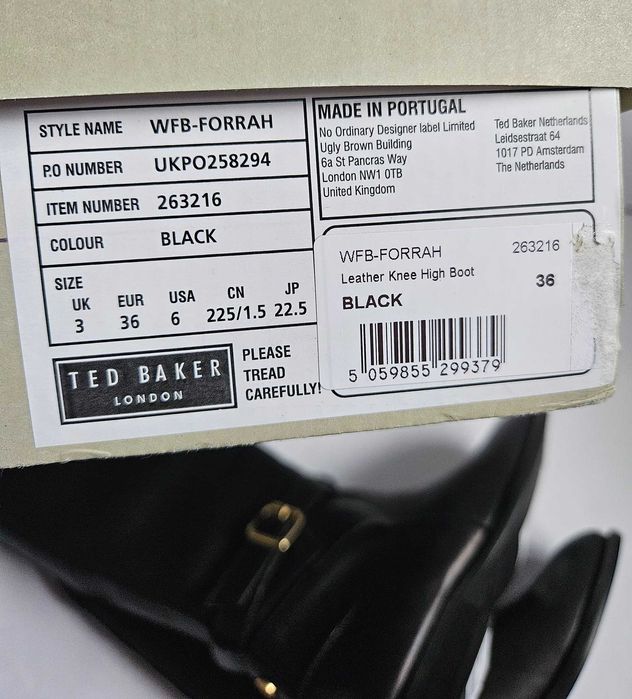 STYLE NAME WFB-FORRAH
P.O NUMBER UKPO258294
ITEM NUMBER 263216
COLOUR BLACK
SIZE
UK EUR USA CN JP
3 36 6 225/1.5 22.5
TED BAKER
LONDON
PLEASE
TREAD
CAREFULLY!
MADE IN PORTUGAL
No Ordinary Designer label Limited
Ugly Brown Building
6a St Pancras Way
London NW1 0TB
United Kingdom
Ted Baker Netherlands
Leidsestraat 64
1017 PD Amsterdam
The Netherlands
WFB-FORRAH 263216
Leather Knee High Boot 36
BLACK
5 059855 299379